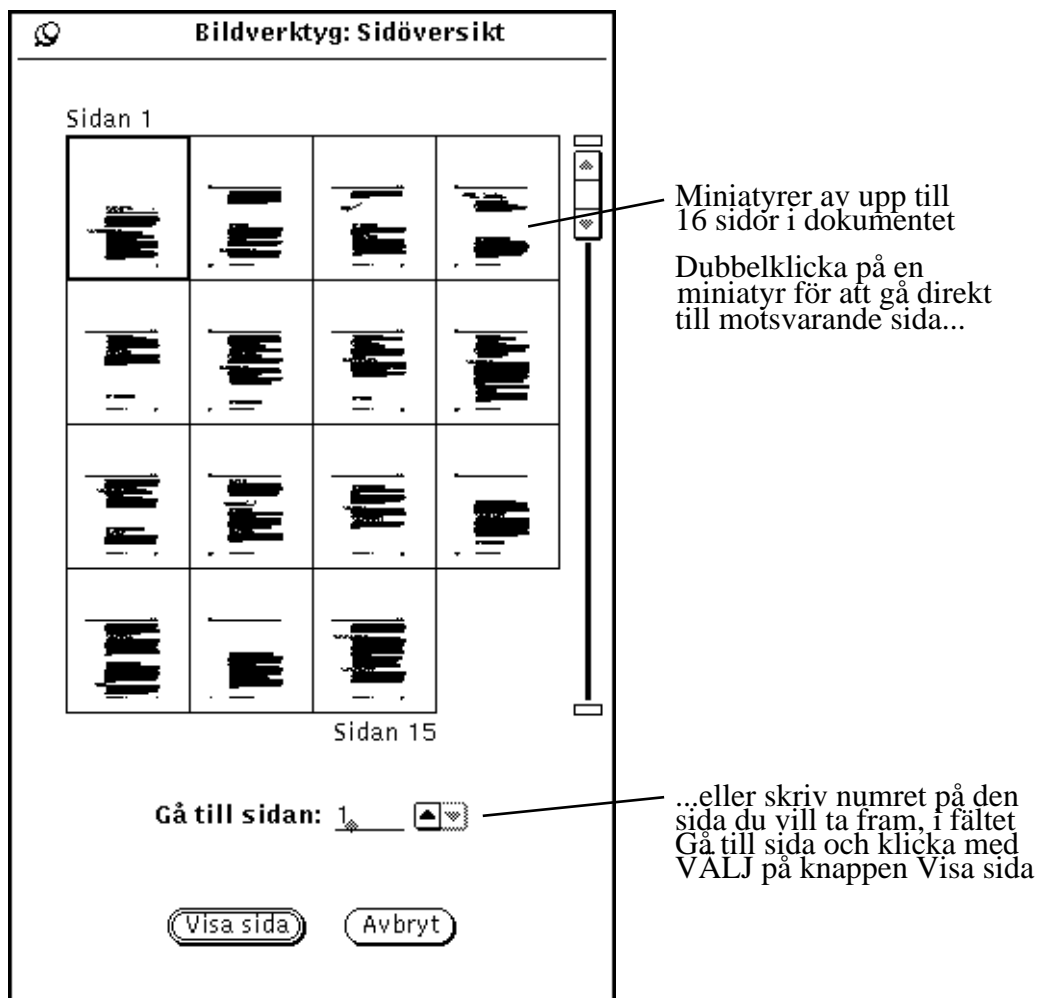 Bildverktyg: Sidöversikt
Sidan 1
Miniatyrer av upp till
16 sidor i dokumentet
Dubbelklicka på en
miniatyr för att gå direkt
till motsvarande sida...
Sidan 15
Gå till sidan: 1
...eller skriv numret på den
sida du vill ta fram, i fältet
Gå till sida och klicka med
VÄLJ på knappen Visa sida
Visa sida
Avbryt